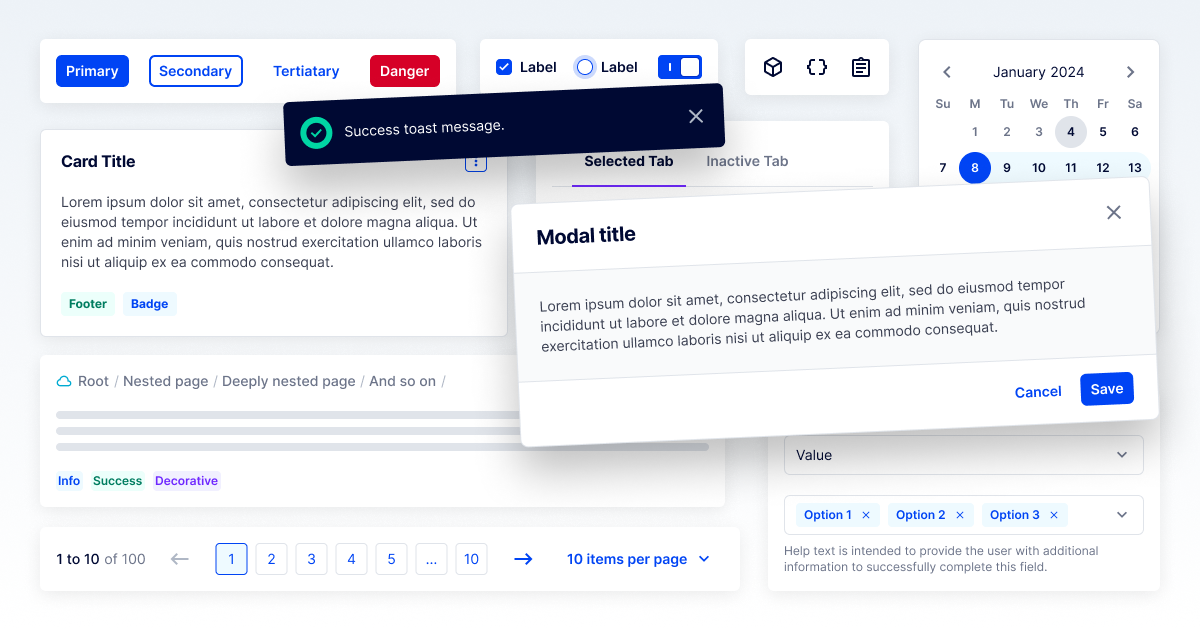 Primary
Secondary
Tertiatary
Danger
Label
Label
Success toast message.
January 2024
Su M Tu We Th Fr Sa
1 2 3 4 5 6
7 8 9 10 11 12 13
Card Title
Lorem ipsum dolor sit amet, consectetur adipiscing elit, sed do
eiusmod tempor incididunt ut labore et dolore magna aliqua. Ut
enim ad minim veniam, quis nostrud exercitation ullamco laboris
nisi ut aliquip ex ea commodo consequat.
Footer
Badge
Selected Tab
Inactive Tab
Modal title
Lorem ipsum dolor sit amet, consectetur adipiscing elit, sed do eiusmod tempor
incididunt ut labore et dolore magna aliqua. Ut enim ad minim veniam, quis nostrud
exercitation ullamco laboris nisi ut aliquip ex ea commodo consequat.
Cancel
Save
Root / Nested page / Deeply nested page / And so on /
Info
Success
Decorative
Value
Option 1
Option 2
Option 3
Help text is intended to provide the user with additional
information to successfully complete this field.
1 to 10 of 100
1 2 3 4 5 ... 10
10 items per page